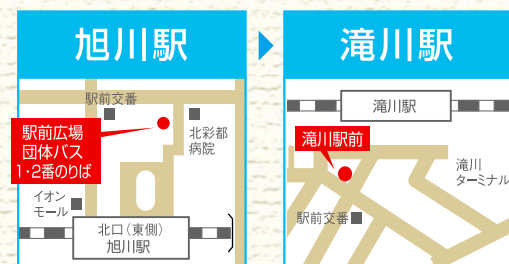 旭川駅
駅前交番
駅前広場
団体バス
1・2番のりば
北彩都
病院
イオン
モール
北口(東側)
旭川駅
滝川駅
滝川駅
滝川駅前
滝川
ターミナル
駅前交番